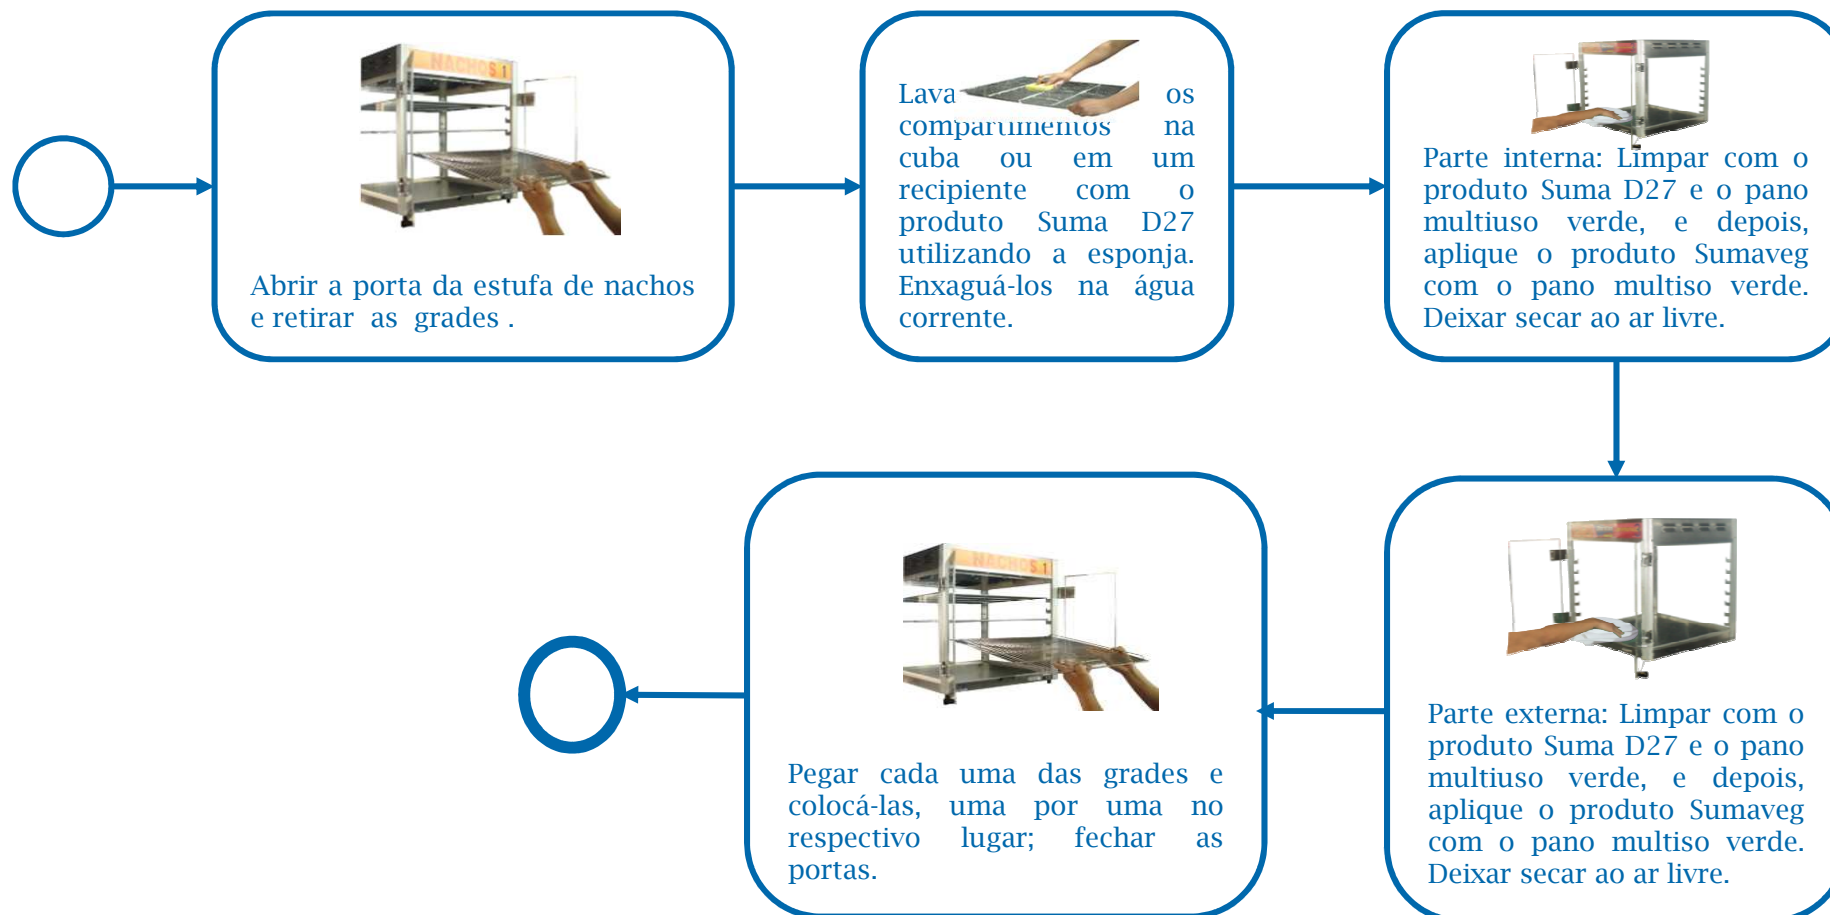 NACHOS 1
Abrir a porta da estufa de nachos
e retirar as grades .
Lava os
compartimentos na
cuba ou em um
recipiente com o
produto Suma D27
utilizando a esponja.
Enxaguá-los na água
corrente.
Parte interna: Limpar com o
produto Suma D27 e o pano
multiuso verde, e depois,
aplique o produto Sumaveg
com o pano multiso verde.
Deixar secar ao ar livre.
NACHOS 1
Pegar cada uma das grades e
colocá-las, uma por uma no
respectivo lugar; fechar as
portas.
Parte externa: Limpar com o
produto Suma D27 e o pano
multiuso verde, e depois,
aplique o produto Sumaveg
com o pano multiso verde.
Deixar secar ao ar livre.